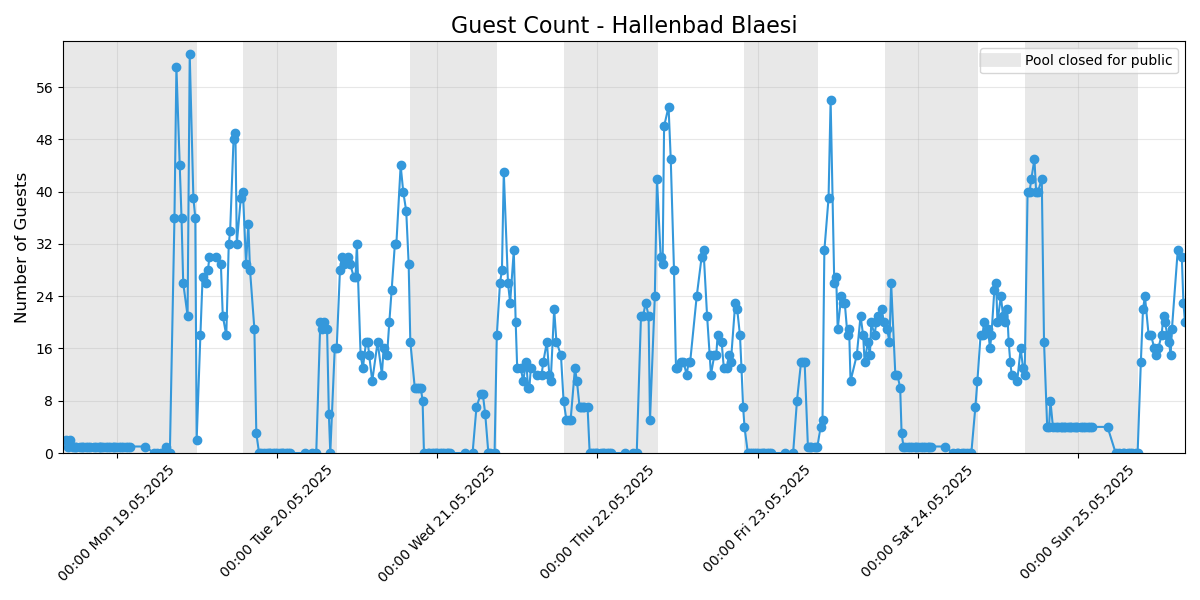 Guest Count - Hallenbad Blaesi
Pool closed for public
Number of Guests
56
48
40
32
24
16
8
0
00:00 Mon 19.05.2025
00:00 Tue 20.05.2025
00:00 Wed 21.05.2025
00:00 Thu 22.05.2025
00:00 Fri 23.05.2025
00:00 Sat 24.05.2025
00:00 Sun 25.05.2025